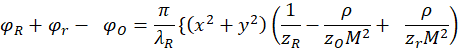 φ_R + φ_r − φ_O = π/λ_R {(x² + y²) (1/z_R − ρ/(z_O M²) + ρ/(z_r M²)